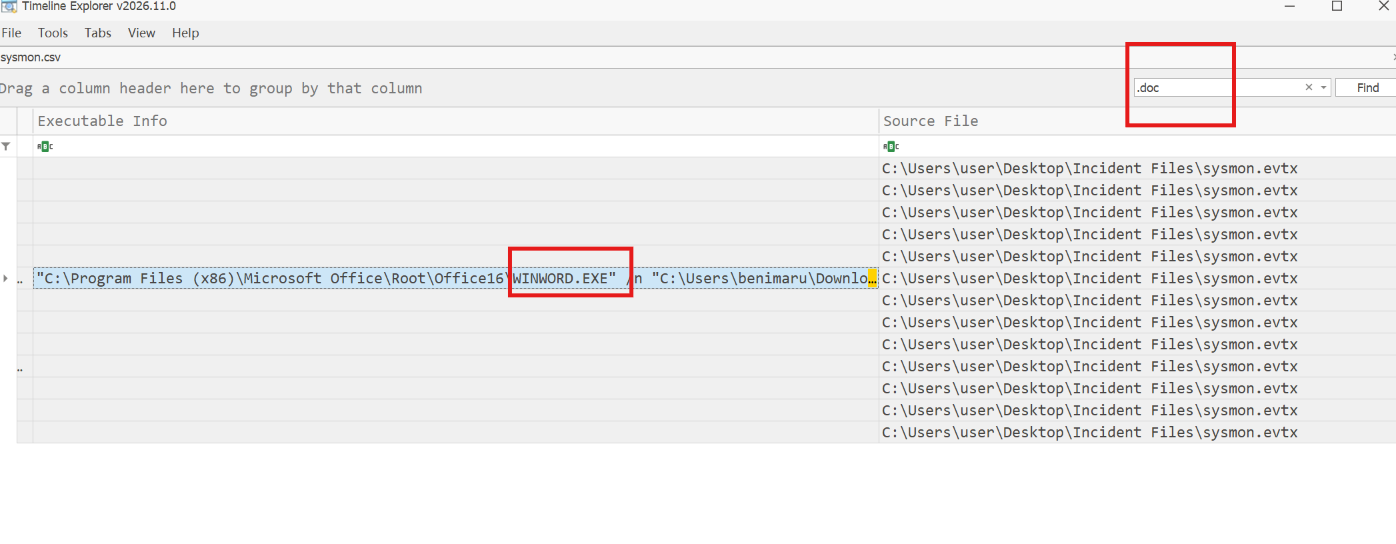 Timeline Explorer v2026.11.0
File Tools Tabs View Help
sysmon.csv
Drag a column header here to group by that column
.doc
Find
Executable Info
Source File
C:\Users\user\Desktop\Incident Files\sysmon.evtx
C:\Users\user\Desktop\Incident Files\sysmon.evtx
C:\Users\user\Desktop\Incident Files\sysmon.evtx
C:\Users\user\Desktop\Incident Files\sysmon.evtx
C:\Users\user\Desktop\Incident Files\sysmon.evtx
"C:\Program Files (x86)\Microsoft Office\Root\Office16\WINWORD.EXE" /n "C:\Users\benimaru\Downlo… C:\Users\user\Desktop\Incident Files\sysmon.evtx
C:\Users\user\Desktop\Incident Files\sysmon.evtx
C:\Users\user\Desktop\Incident Files\sysmon.evtx
C:\Users\user\Desktop\Incident Files\sysmon.evtx
C:\Users\user\Desktop\Incident Files\sysmon.evtx
C:\Users\user\Desktop\Incident Files\sysmon.evtx
C:\Users\user\Desktop\Incident Files\sysmon.evtx
C:\Users\user\Desktop\Incident Files\sysmon.evtx